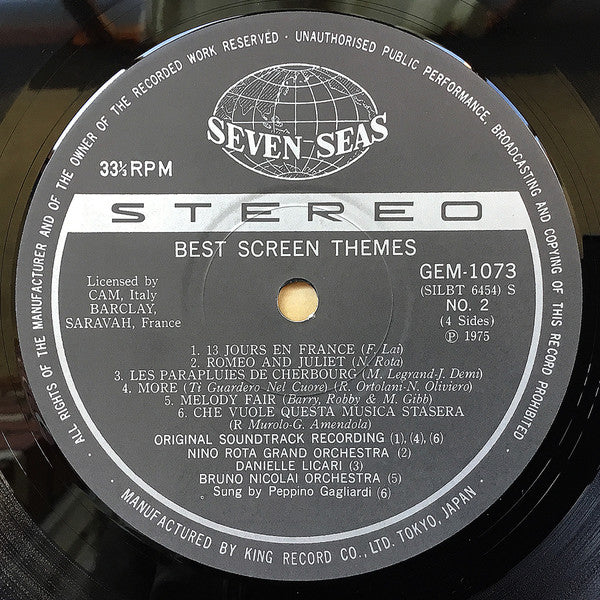 ALL RIGHTS OF THE MANUFACTURER AND OF THE OWNER OF THE RECORDED WORK RESERVED · UNAUTHORISED PUBLIC PERFORMANCE, BROADCASTING AND COPYING OF THIS RECORD PROHIBITED
SEVEN SEAS
33⅓ RPM
STEREO
BEST SCREEN THEMES
Licensed by
CAM, Italy
BARCLAY,
SARAVAH, France
GEM-1073
(SILBT 6454) S
NO. 2
(4 Sides)
Ⓟ 1975
1. 13 JOURS EN FRANCE (F. Lai)
2. ROMEO AND JULIET (N. Rota)
3. LES PARAPLUIES DE CHERBOURG (M. Legrand-J. Demi)
4. MORE (Ti Guardero Nel Cuore) (R. Ortolani-N. Oliviero)
5. MELODY FAIR (Barry, Robby & M. Gibb)
6. CHE VUOLE QUESTA MUSICA STASERA
(R Murolo-G. Amendola)
ORIGINAL SOUNDTRACK RECORDING (1), (4), (6)
NINO ROTA GRAND ORCHESTRA (2)
DANIELLE LICARI (3)
BRUNO NICOLAI ORCHESTRA (5)
Sung by Peppino Gagliardi (6)
MANUFACTURED BY KING RECORD CO., LTD. TOKYO, JAPAN